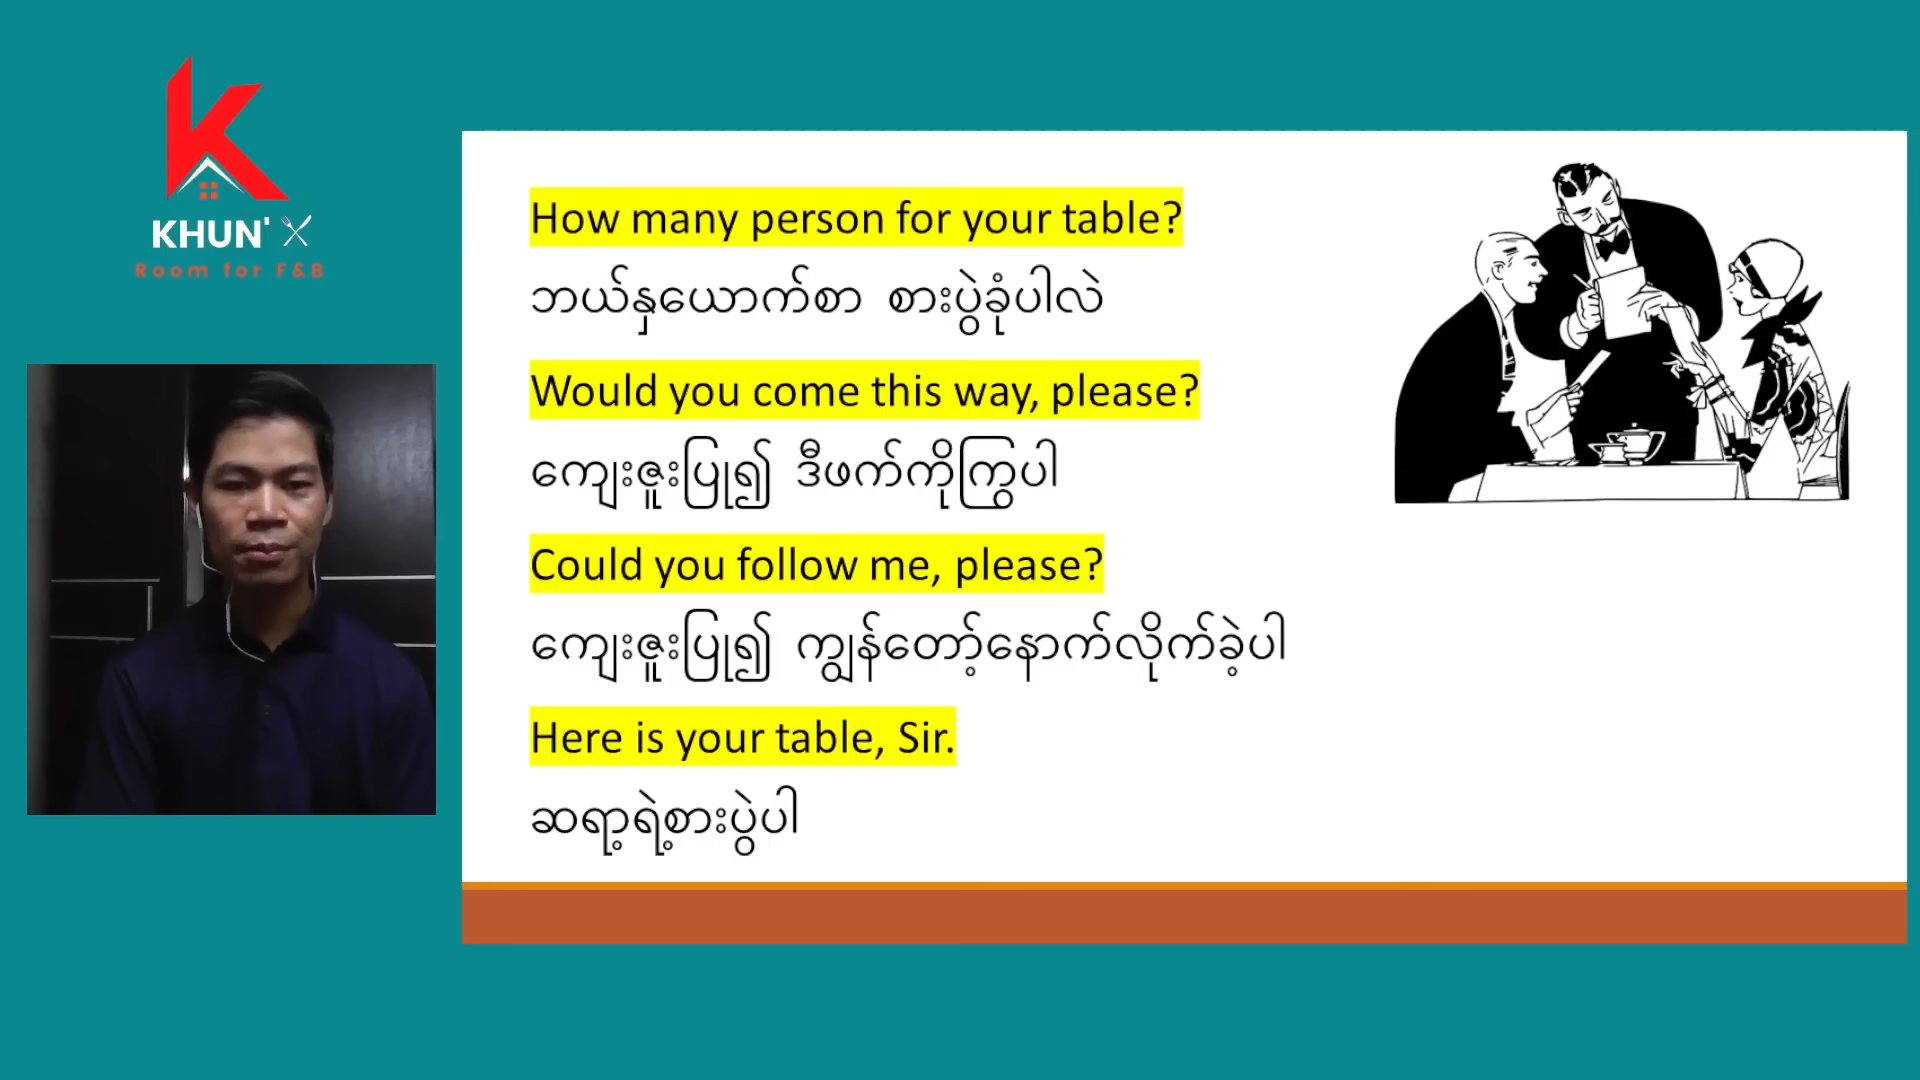 K
KHUN'
Room for F&B
How many person for your table?
ဘယ်နှယောက်စာ စားပွဲခုံပါလဲ
Would you come this way, please?
ကျေးဇူးပြု၍ ဒီဖက်ကိုကြွပါ
Could you follow me, please?
ကျေးဇူးပြု၍ ကျွန်တော့်နောက်လိုက်ခဲ့ပါ
Here is your table, Sir.
ဆရာ့ရဲ့စားပွဲပါ